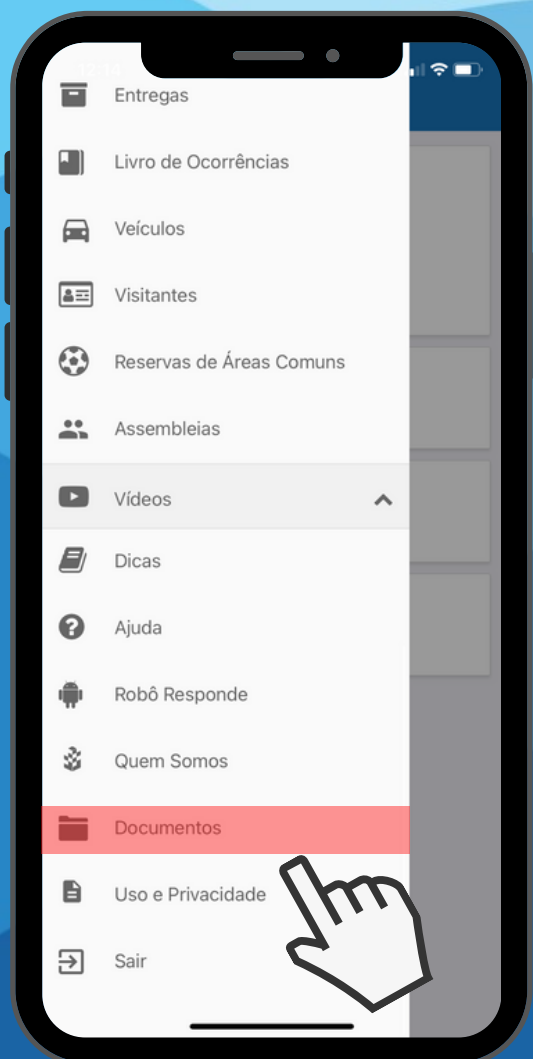 Entregas
Livro de Ocorrências
Veículos
Visitantes
Reservas de Áreas Comuns
Assembleias
Vídeos
Dicas
Ajuda
Robô Responde
Quem Somos
Documentos
Uso e Privacidade
Sair